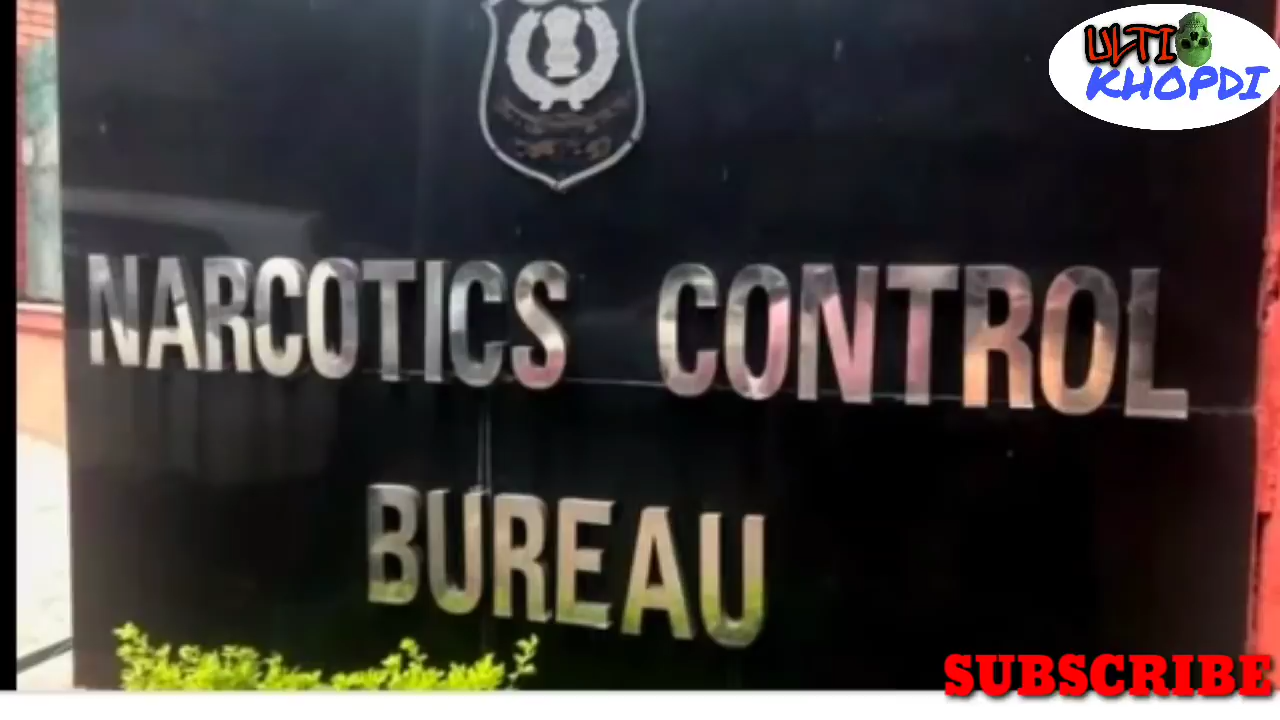 ULTI
KHOPDI
NARCOTICS CONTROL
BUREAU
SUBSCRIBE